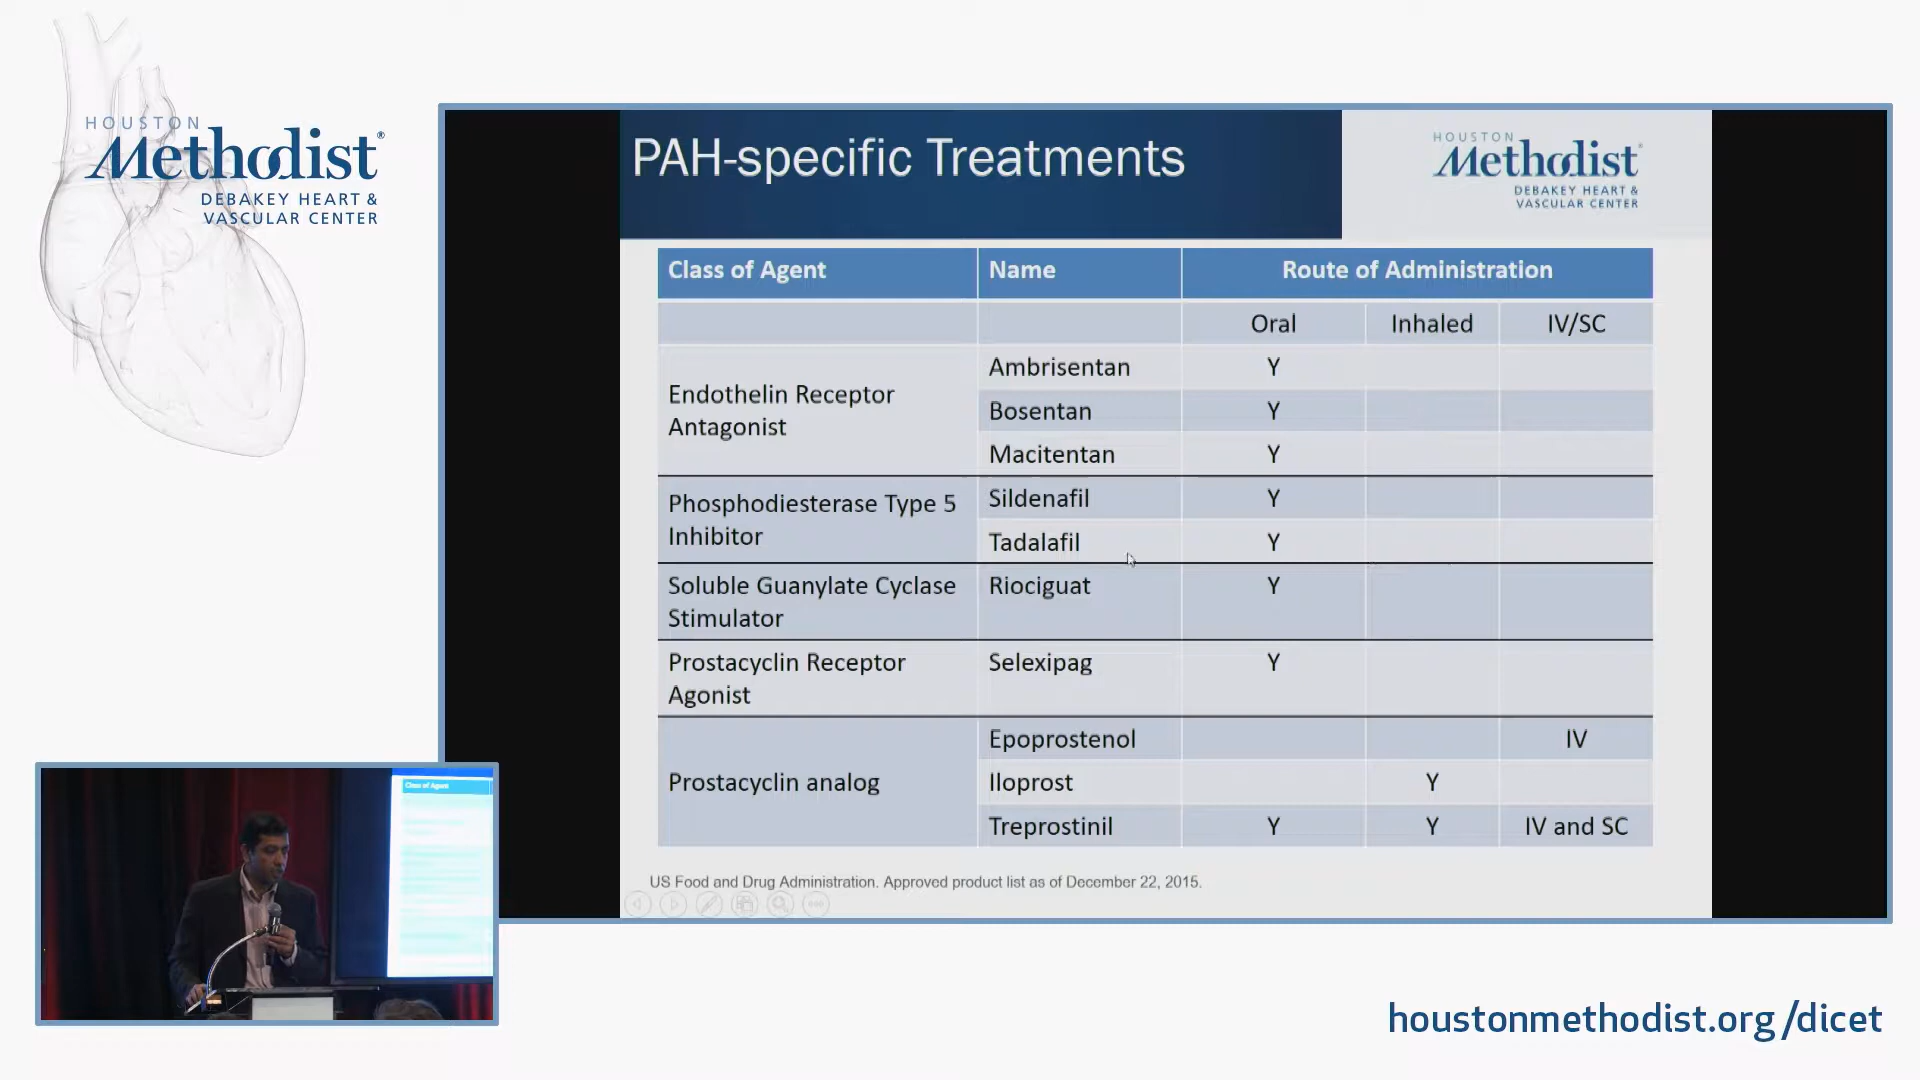 HOUSTON
Methodist®
DEBAKEY HEART &
VASCULAR CENTER
PAH-specific Treatments
HOUSTON
Methodist®
DEBAKEY HEART &
VASCULAR CENTER
Class of Agent Name Route of Administration
Oral Inhaled IV/SC
Endothelin Receptor
Antagonist
Ambrisentan Y
Bosentan Y
Macitentan Y
Phosphodiesterase Type 5
Inhibitor
Sildenafil Y
Tadalafil Y
Soluble Guanylate Cyclase
Stimulator
Riociguat Y
Prostacyclin Receptor
Agonist
Selexipag Y
Prostacyclin analog
Epoprostenol IV
Iloprost Y
Treprostinil Y Y IV and SC
US Food and Drug Administration. Approved product list as of December 22, 2015.
Class of Agent
houstonmethodist.org/dicet